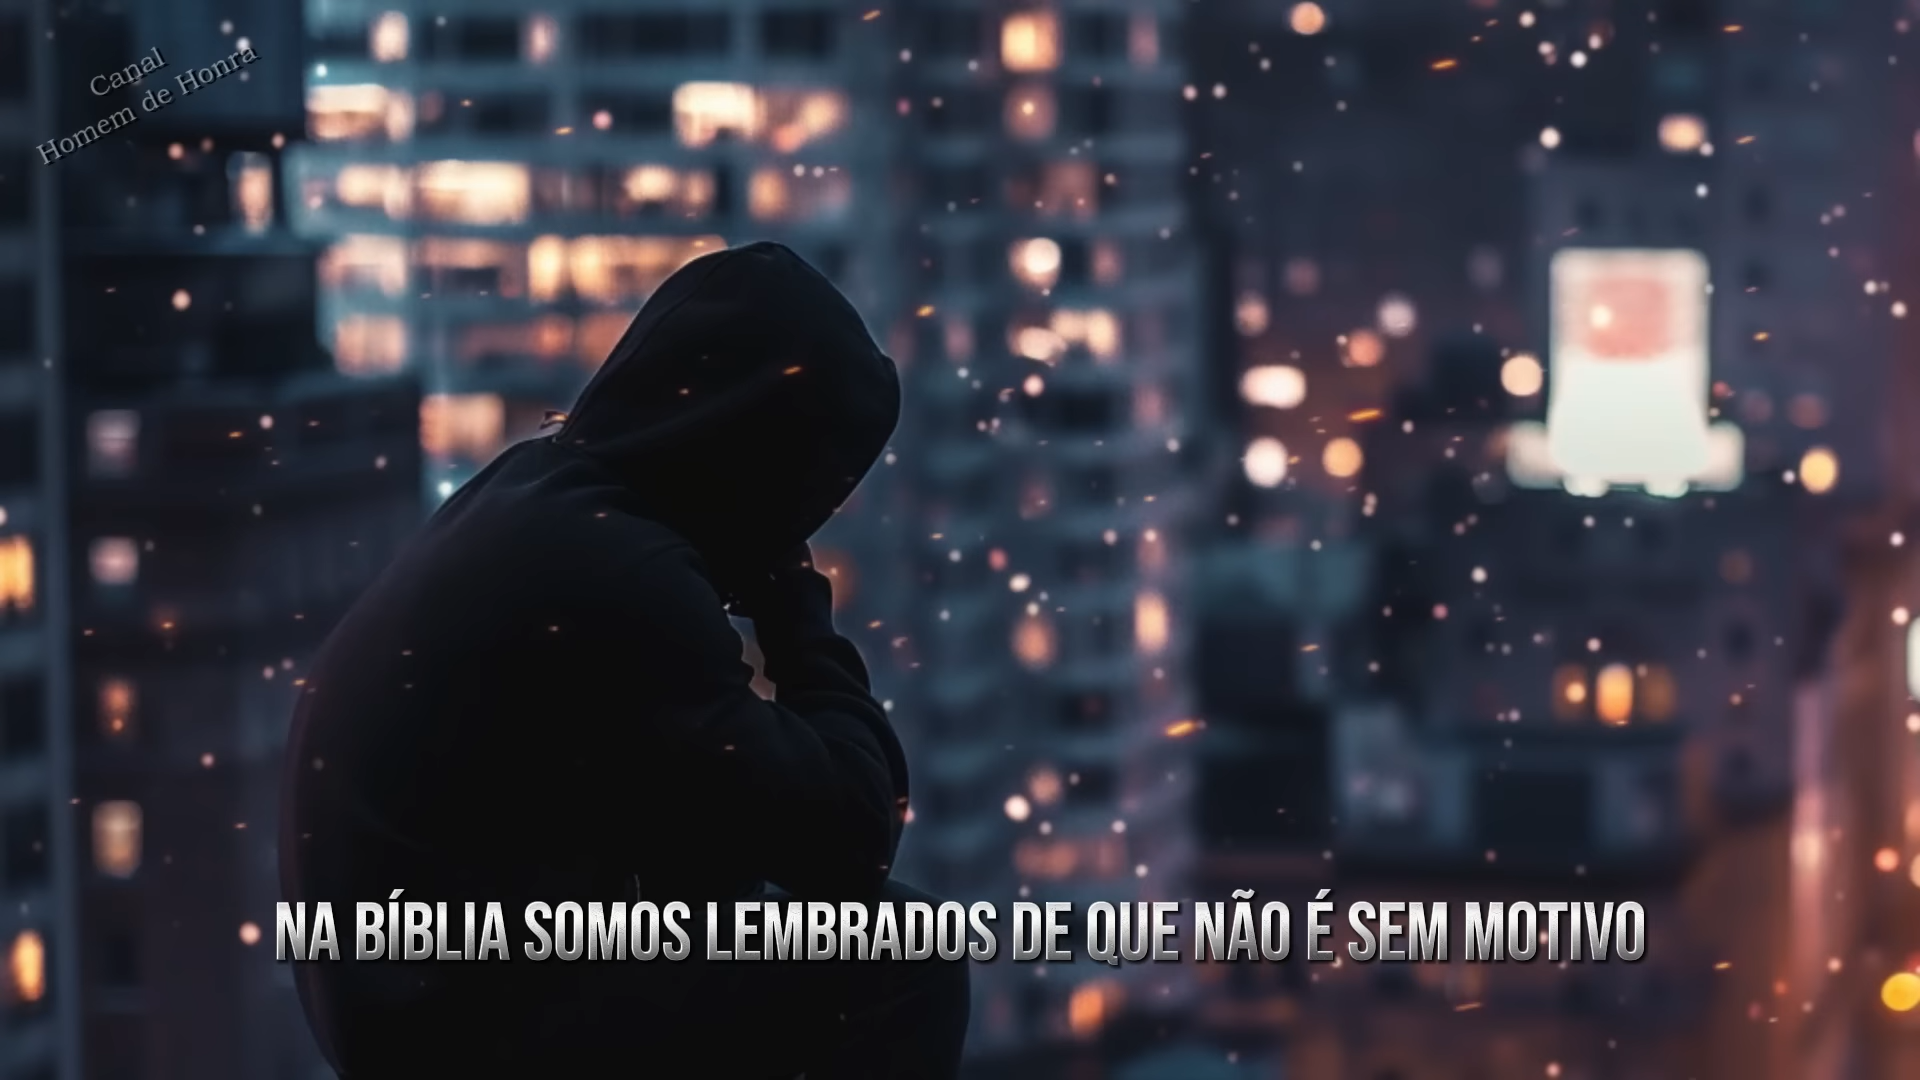 Canal
Homem de Honra
NA BÍBLIA SOMOS LEMBRADOS DE QUE NÃO É SEM MOTIVO